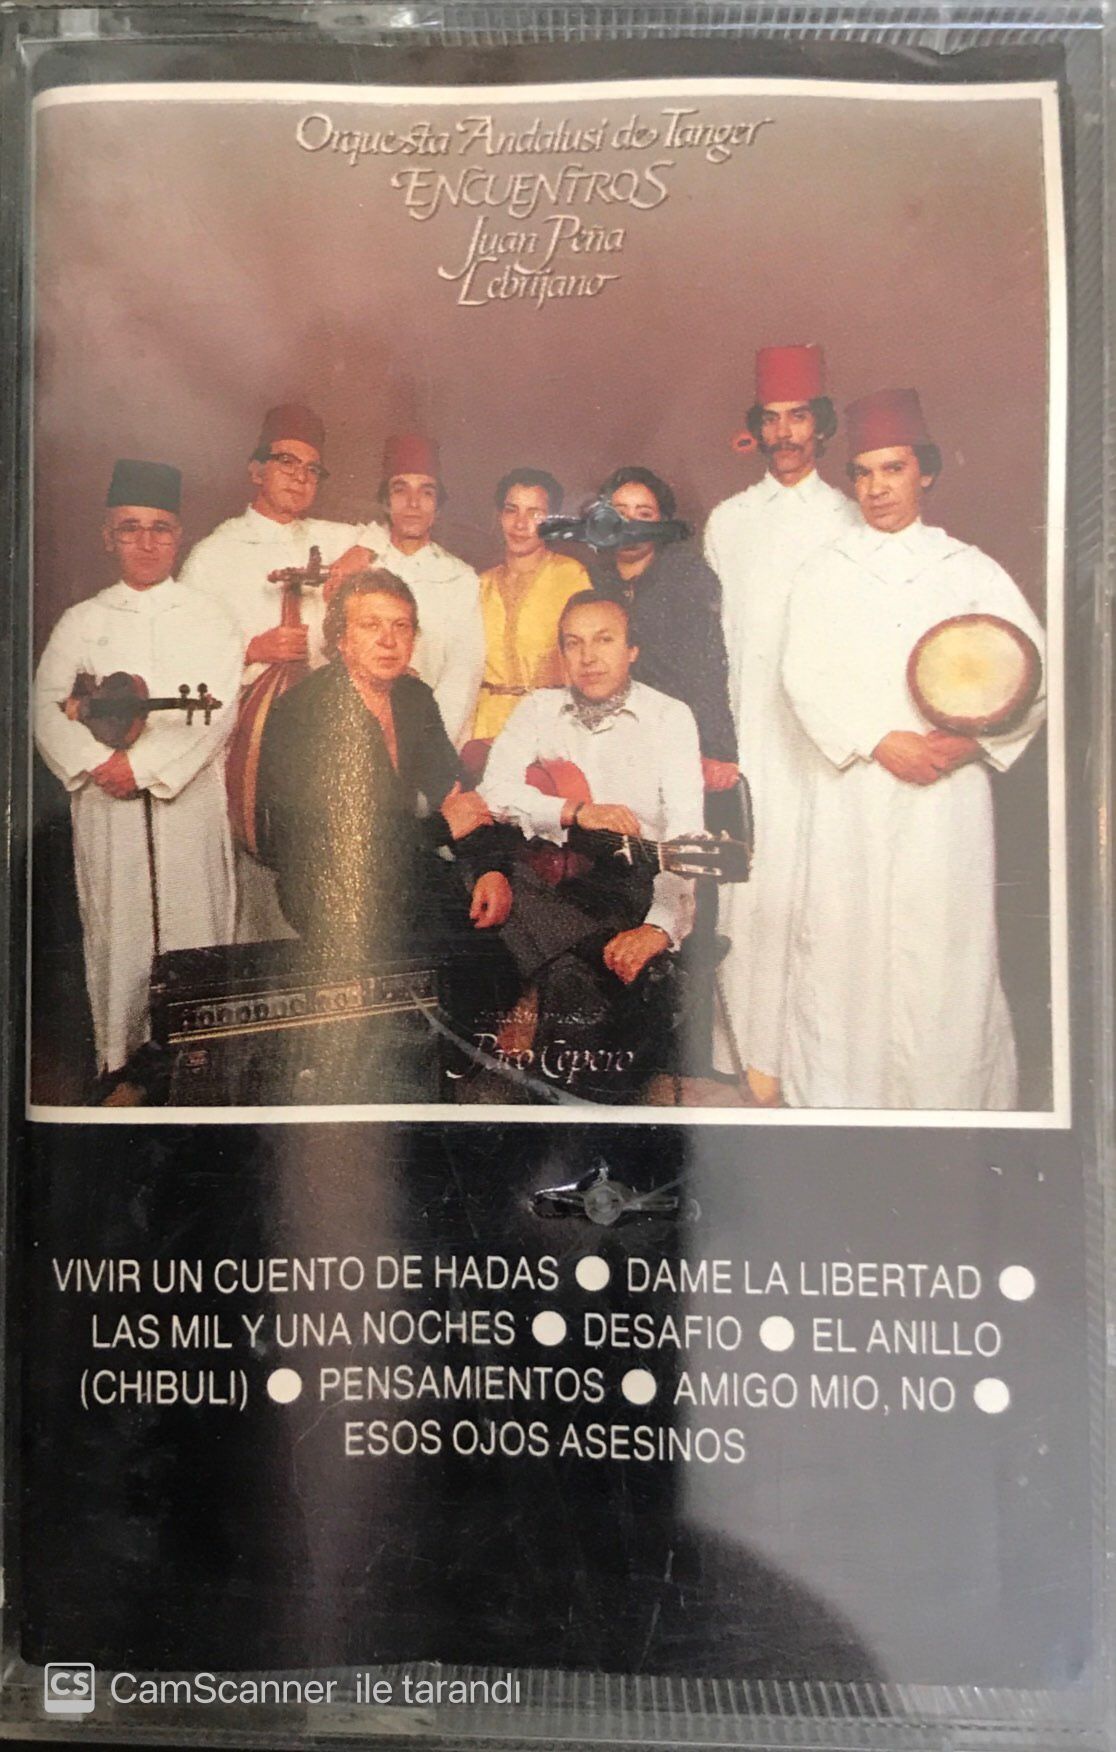 Orquesta Andalusi de Tanger
ENCUENTROS
Juan Peña
Lebrijano
Paco Cepero
VIVIR UN CUENTO DE HADAS ● DAME LA LIBERTAD ●
LAS MIL Y UNA NOCHES ● DESAFIO ● EL ANILLO
(CHIBULI) ● PENSAMIENTOS ● AMIGO MIO, NO ●
ESOS OJOS ASESINOS
CS CamScanner ile tarandı